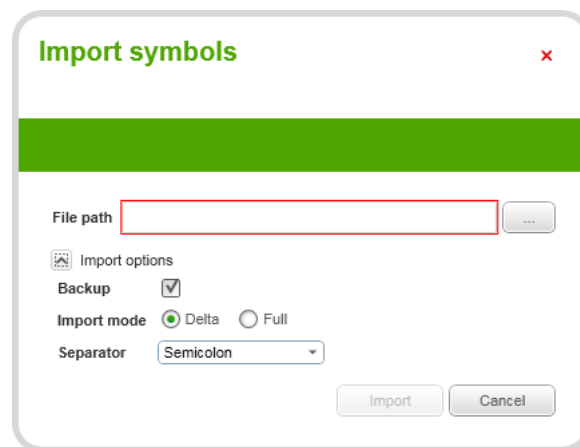 Import symbols
File path ...
Import options
Backup
Import mode Delta Full
Separator Semicolon
Import Cancel